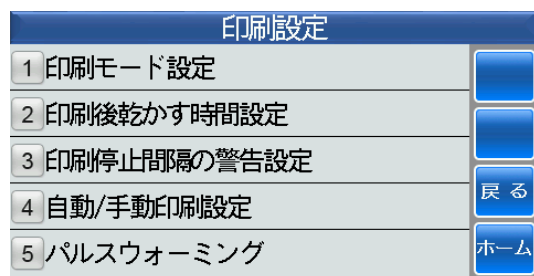 印刷設定
1 印刷モード設定
2 印刷後乾かす時間設定
3 印刷停止間隔の警告設定
4 自動/手動印刷設定
5 パルスウォーミング
戻る
ホーム